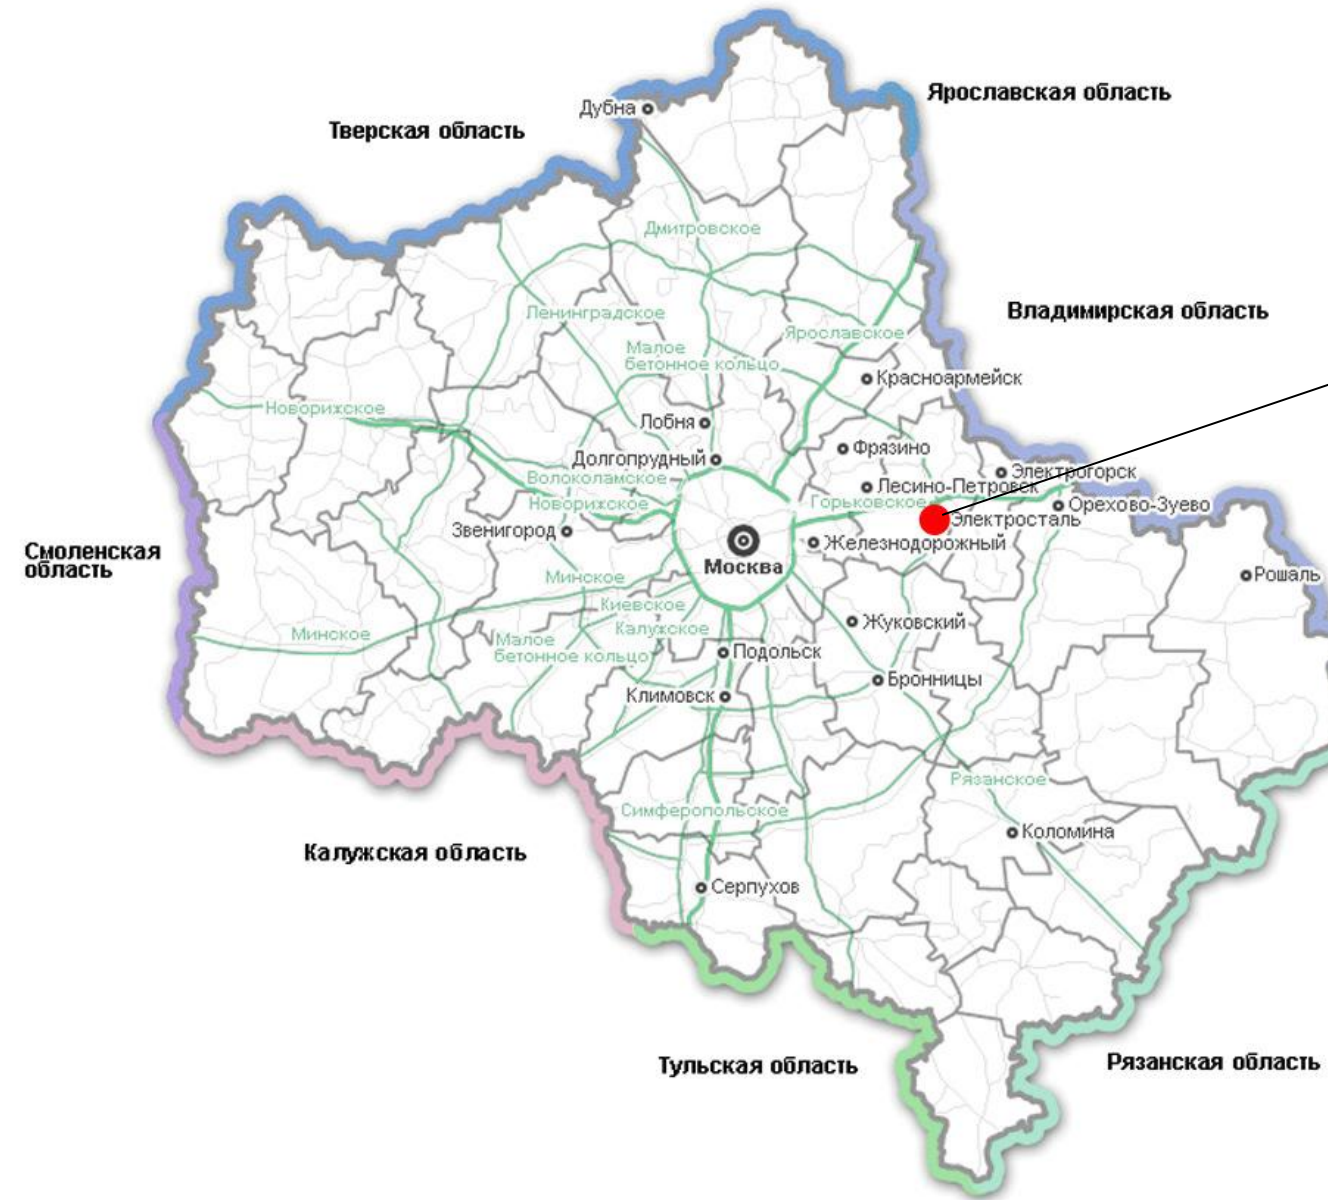 Ярославская область
Дубна
Тверская область
Дмитровское
Владимирская область
Ленинградское
Ярославское
Малое
бетонное кольцо
Красноармейск
Новорижское
Лобня
Фрязино
Долгопрудный
Электрогорск
Волоколамское
Лесино-Петровск
Новорижское
Горьковское
Орехово-Зуево
Электросталь
Звенигород
Железнодорожный
Смоленская
область
Москва
Рошаль
Минское
Киевское
Жуковский
Калужское
Минское
Малое
бетонное кольцо
Подольск
Бронницы
Климовск
Рязанское
Симферопольское
Коломина
Калужская область
Серпухов
Тульская область
Рязанская область